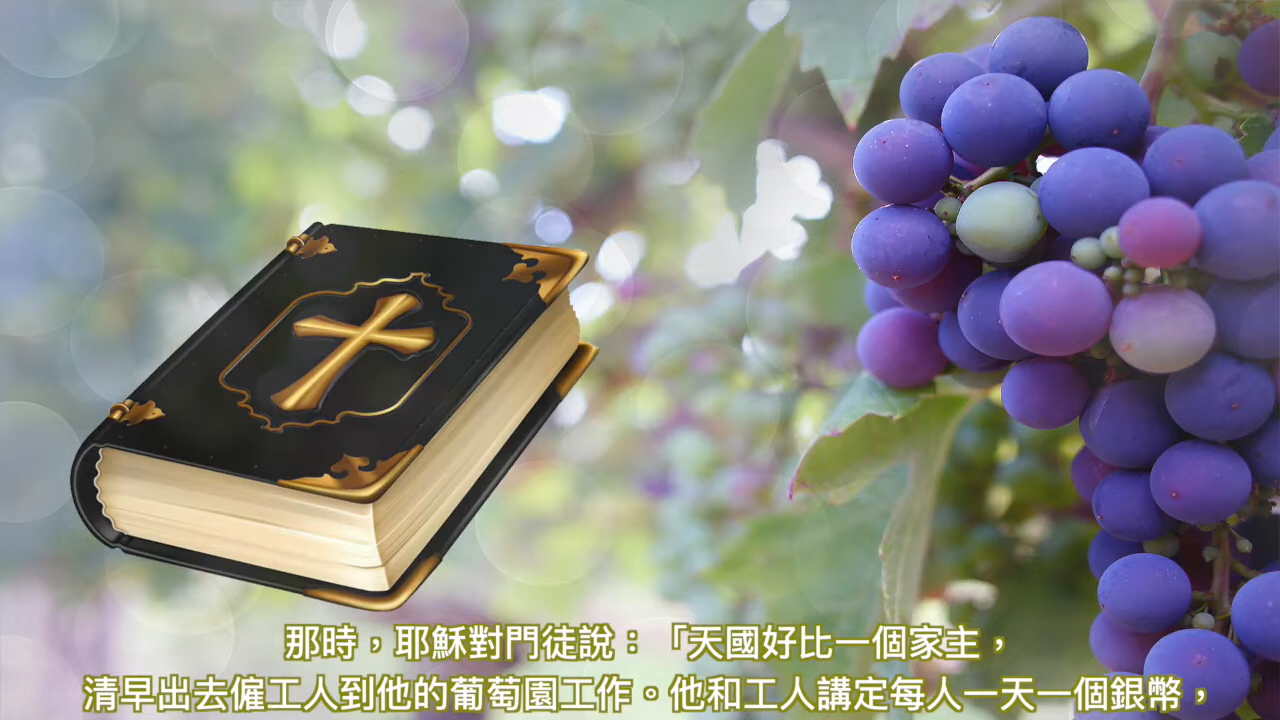 那時，耶穌對門徒說：「天國好比一個家主，
清早出去僱工人到他的葡萄園工作。他和工人講定每人一天一個銀幣，